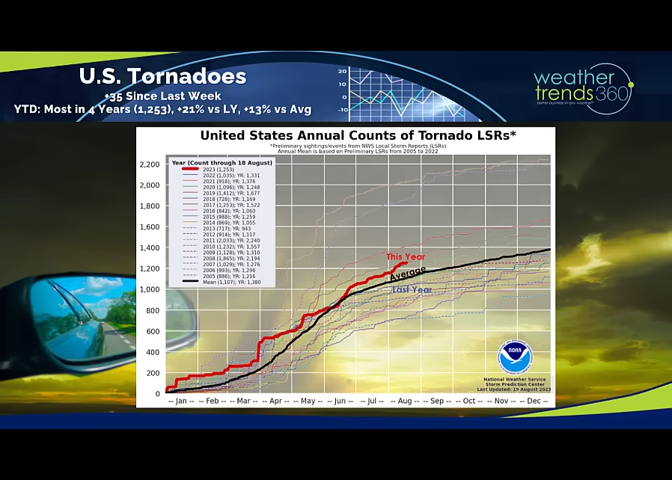 U.S. Tornadoes
+35 Since Last Week
YTD: Most in 4 Years (1,253), +21% vs LY, +13% vs Avg
20
10
0
-10
weather
trends360
United States Annual Counts of Tornado LSRs*
*Preliminary sightings/events from NWS Local Storm Reports (LSRs)
Annual Mean is based on Preliminary LSRs from 2005 to 2022
Year (Count through 18 August)
2023 (1,253)
2022 (1,035); YR: 1,331
2021 (918); YR: 1,376
2020 (1,096); YR: 1,248
2019 (1,412); YR: 1,677
2018 (728); YR: 1,169
2017 (1,253); YR: 1,522
2016 (842); YR: 1,060
2015 (988); YR: 1,259
2014 (869); YR: 1,055
2013 (717); YR: 943
2012 (914); YR: 1,117
2011 (2,033); YR: 2,240
2010 (1,232); YR: 1,557
2009 (1,128); YR: 1,310
2008 (1,865); YR: 2,194
2007 (1,029); YR: 1,276
2006 (993); YR: 1,296
2005 (886); YR: 1,216
Mean (1,107); YR: 1,380
2,200
2,000
1,800
1,600
1,400
1,200
1,000
800
600
400
200
0
This Year
Average
Last Year
NOAA
National Weather Service
Storm Prediction Center
Last Updated: 19 August 2023
-- Jan -- Feb -- Mar -- Apr -- May -- Jun -- Jul -- Aug -- Sep -- Oct -- Nov -- Dec --